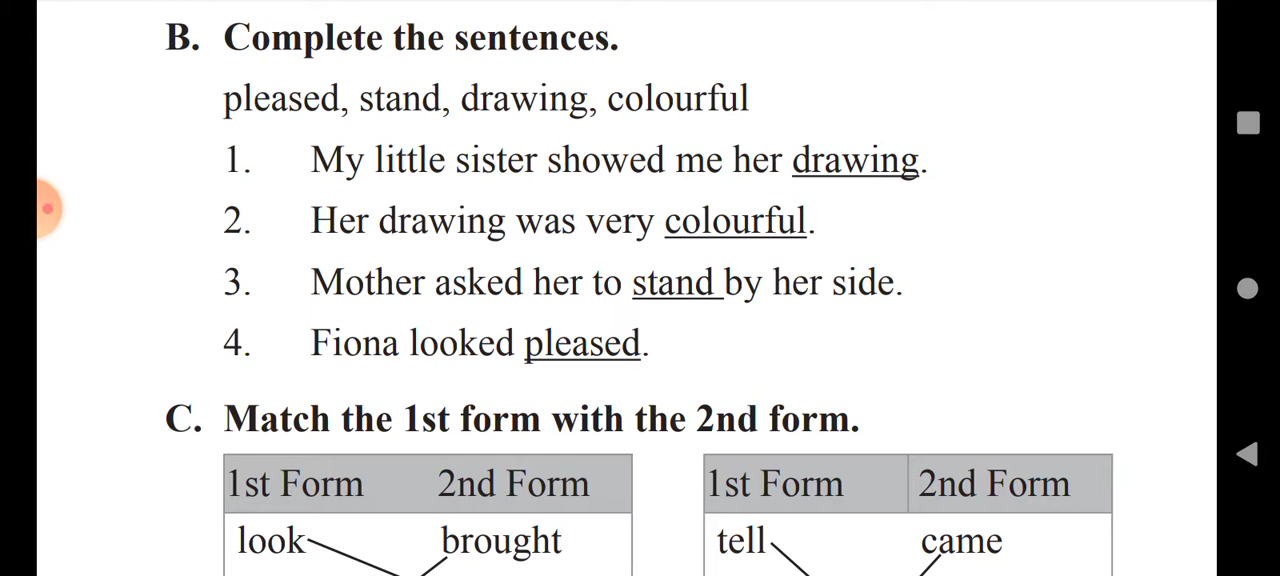 B. Complete the sentences.
pleased, stand, drawing, colourful
1. My little sister showed me her drawing.
2. Her drawing was very colourful.
3. Mother asked her to stand by her side.
4. Fiona looked pleased.
C. Match the 1st form with the 2nd form.
1st Form 2nd Form 1st Form 2nd Form
look brought tell came